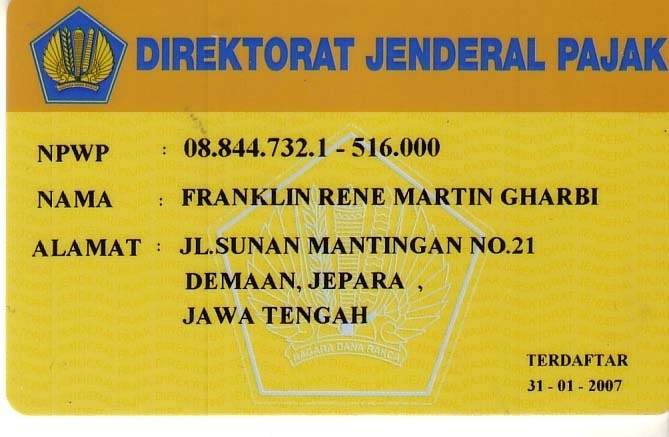 DIREKTORAT JENDERAL PAJAK
NPWP : 08.844.732.1 - 516.000
NAMA : FRANKLIN RENE MARTIN GHARBI
ALAMAT : JL.SUNAN MANTINGAN NO.21
DEMAAN, JEPARA ,
JAWA TENGAH
NAGARA DANA RAKCA
TERDAFTAR
31 - 01 - 2007